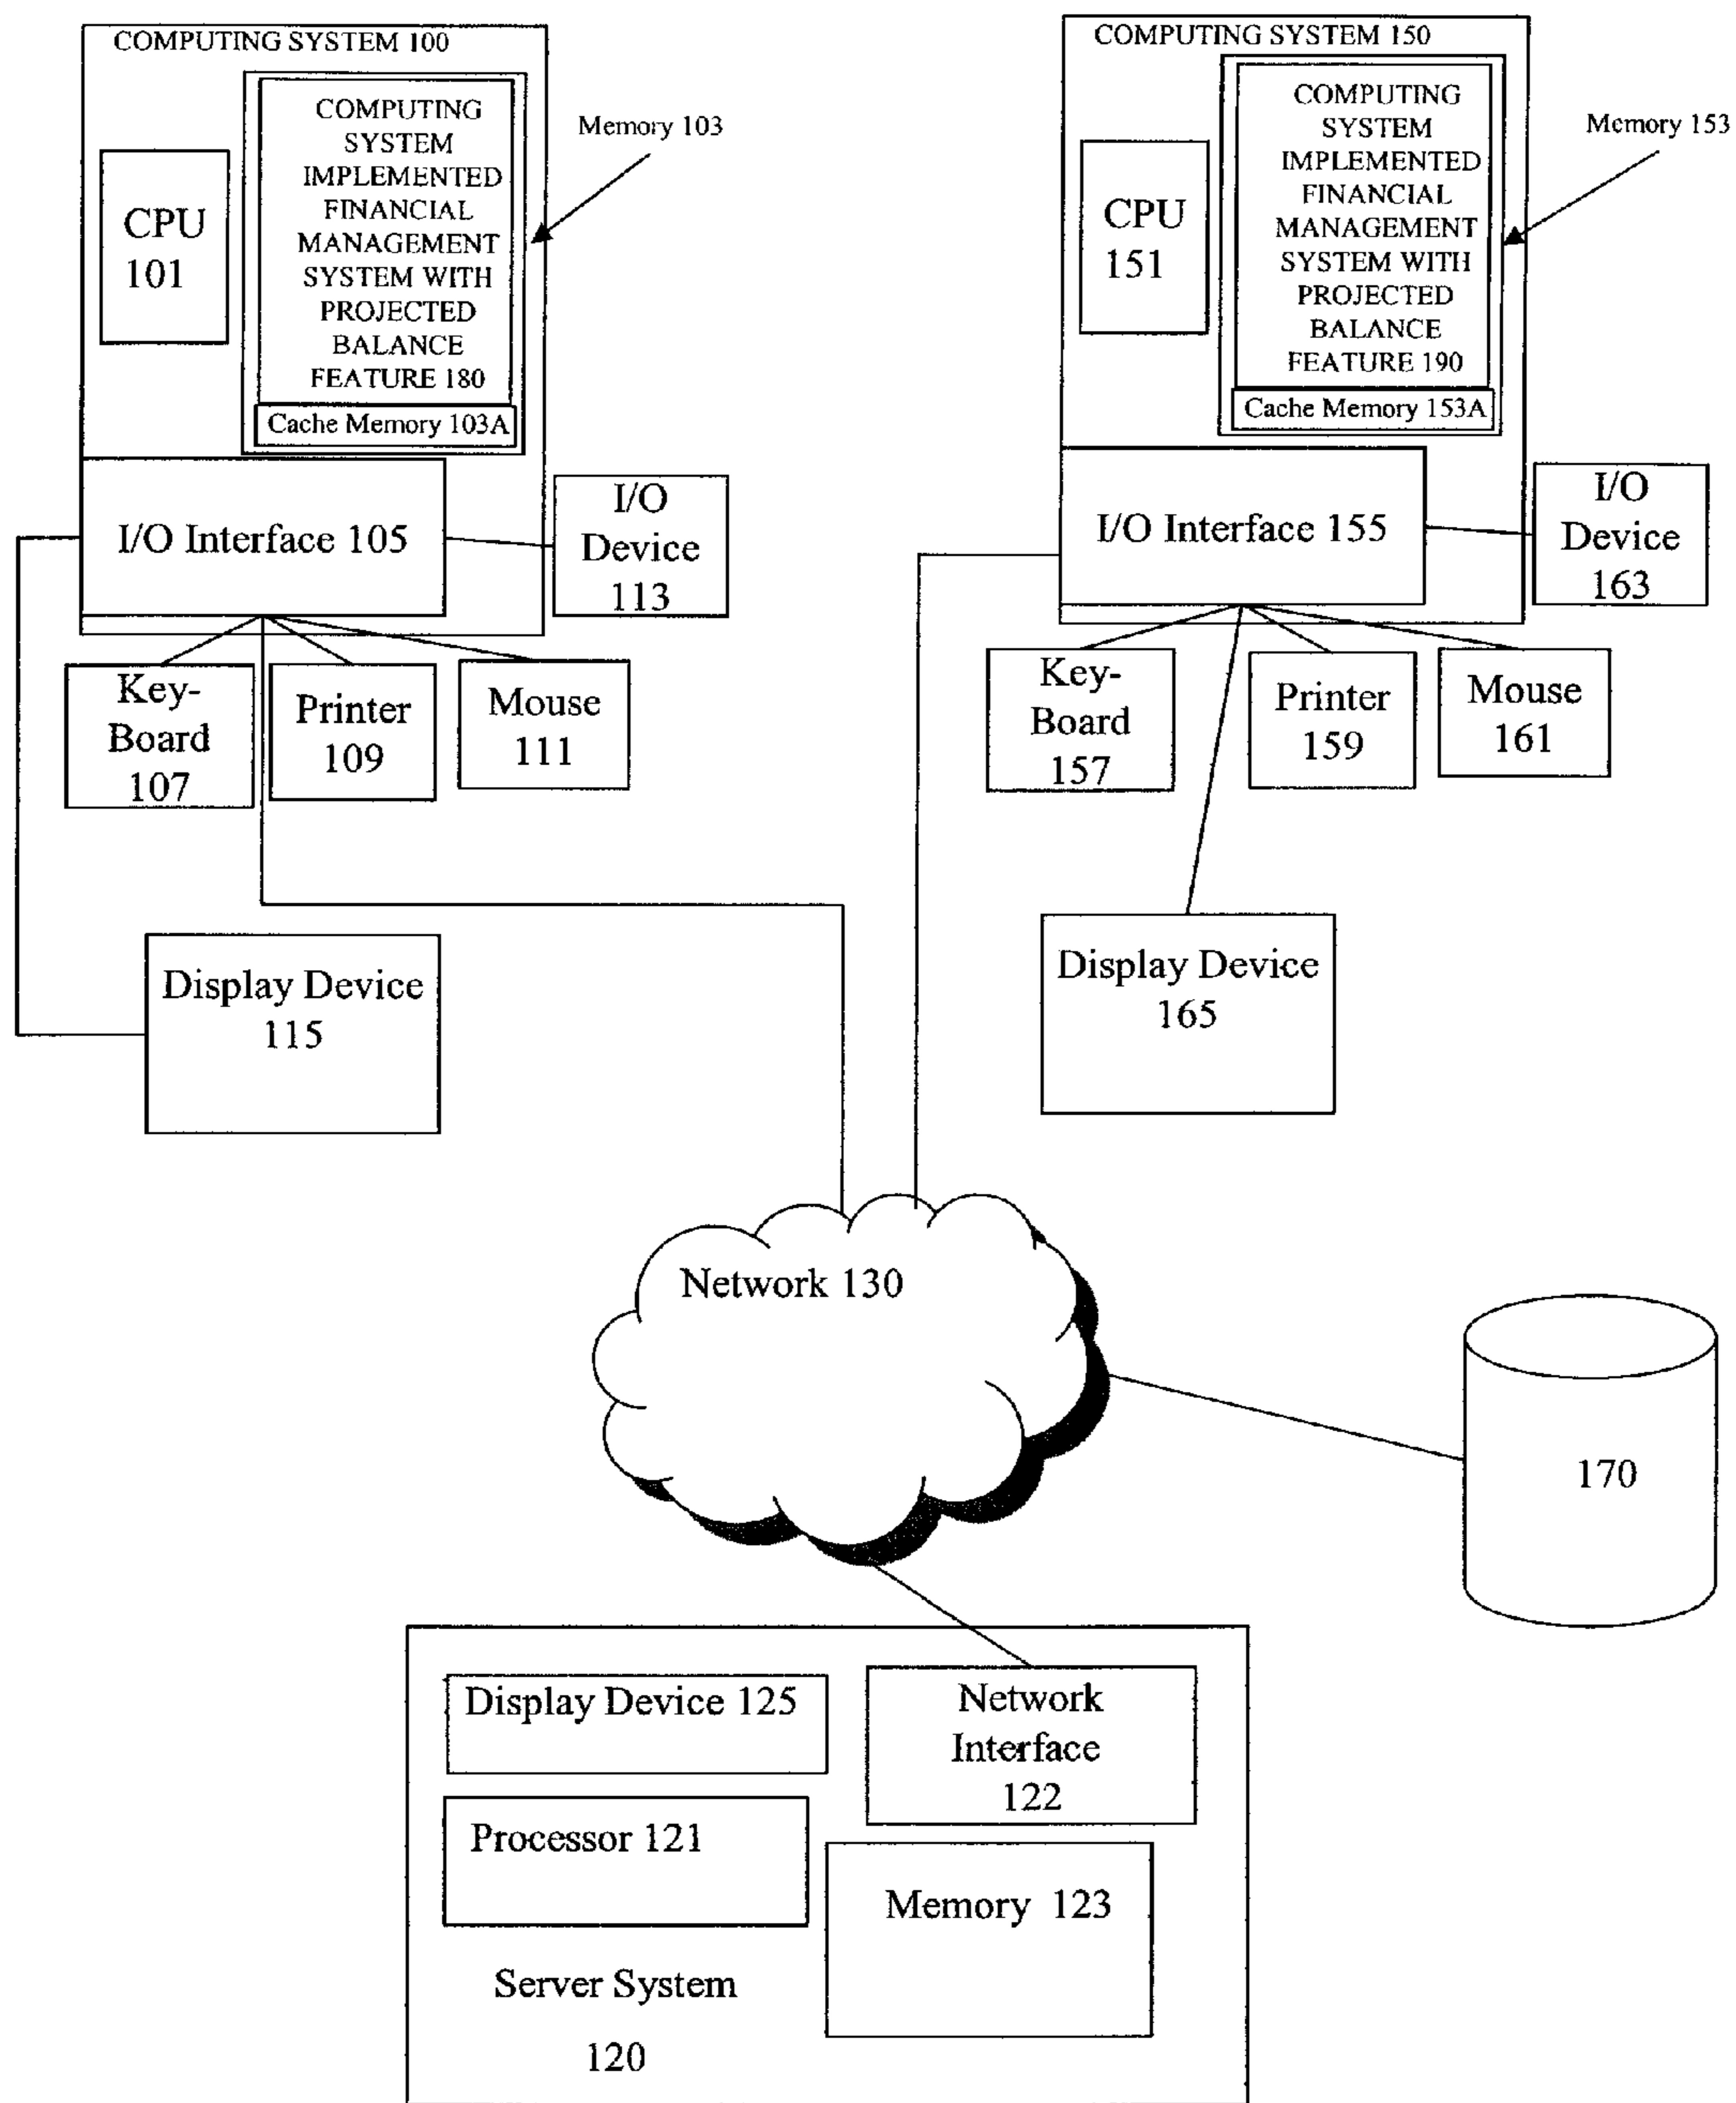 COMPUTING SYSTEM 100
COMPUTING
SYSTEM
IMPLEMENTED
FINANCIAL
MANAGEMENT
SYSTEM WITH
PROJECTED
BALANCE
FEATURE 180
Cache Memory 103A
Memory 103
CPU
101
I/O Interface 105
I/O
Device
113
Key-
Board
107
Printer
109
Mouse
111
Display Device
115
COMPUTING SYSTEM 150
COMPUTING
SYSTEM
IMPLEMENTED
FINANCIAL
MANAGEMENT
SYSTEM WITH
PROJECTED
BALANCE
FEATURE 190
Cache Memory 153A
Memory 153
CPU
151
I/O Interface 155
I/O
Device
163
Key-
Board
157
Printer
159
Mouse
161
Display Device
165
Network 130
170
Display Device 125
Network
Interface
122
Processor 121
Memory 123
Server System
120